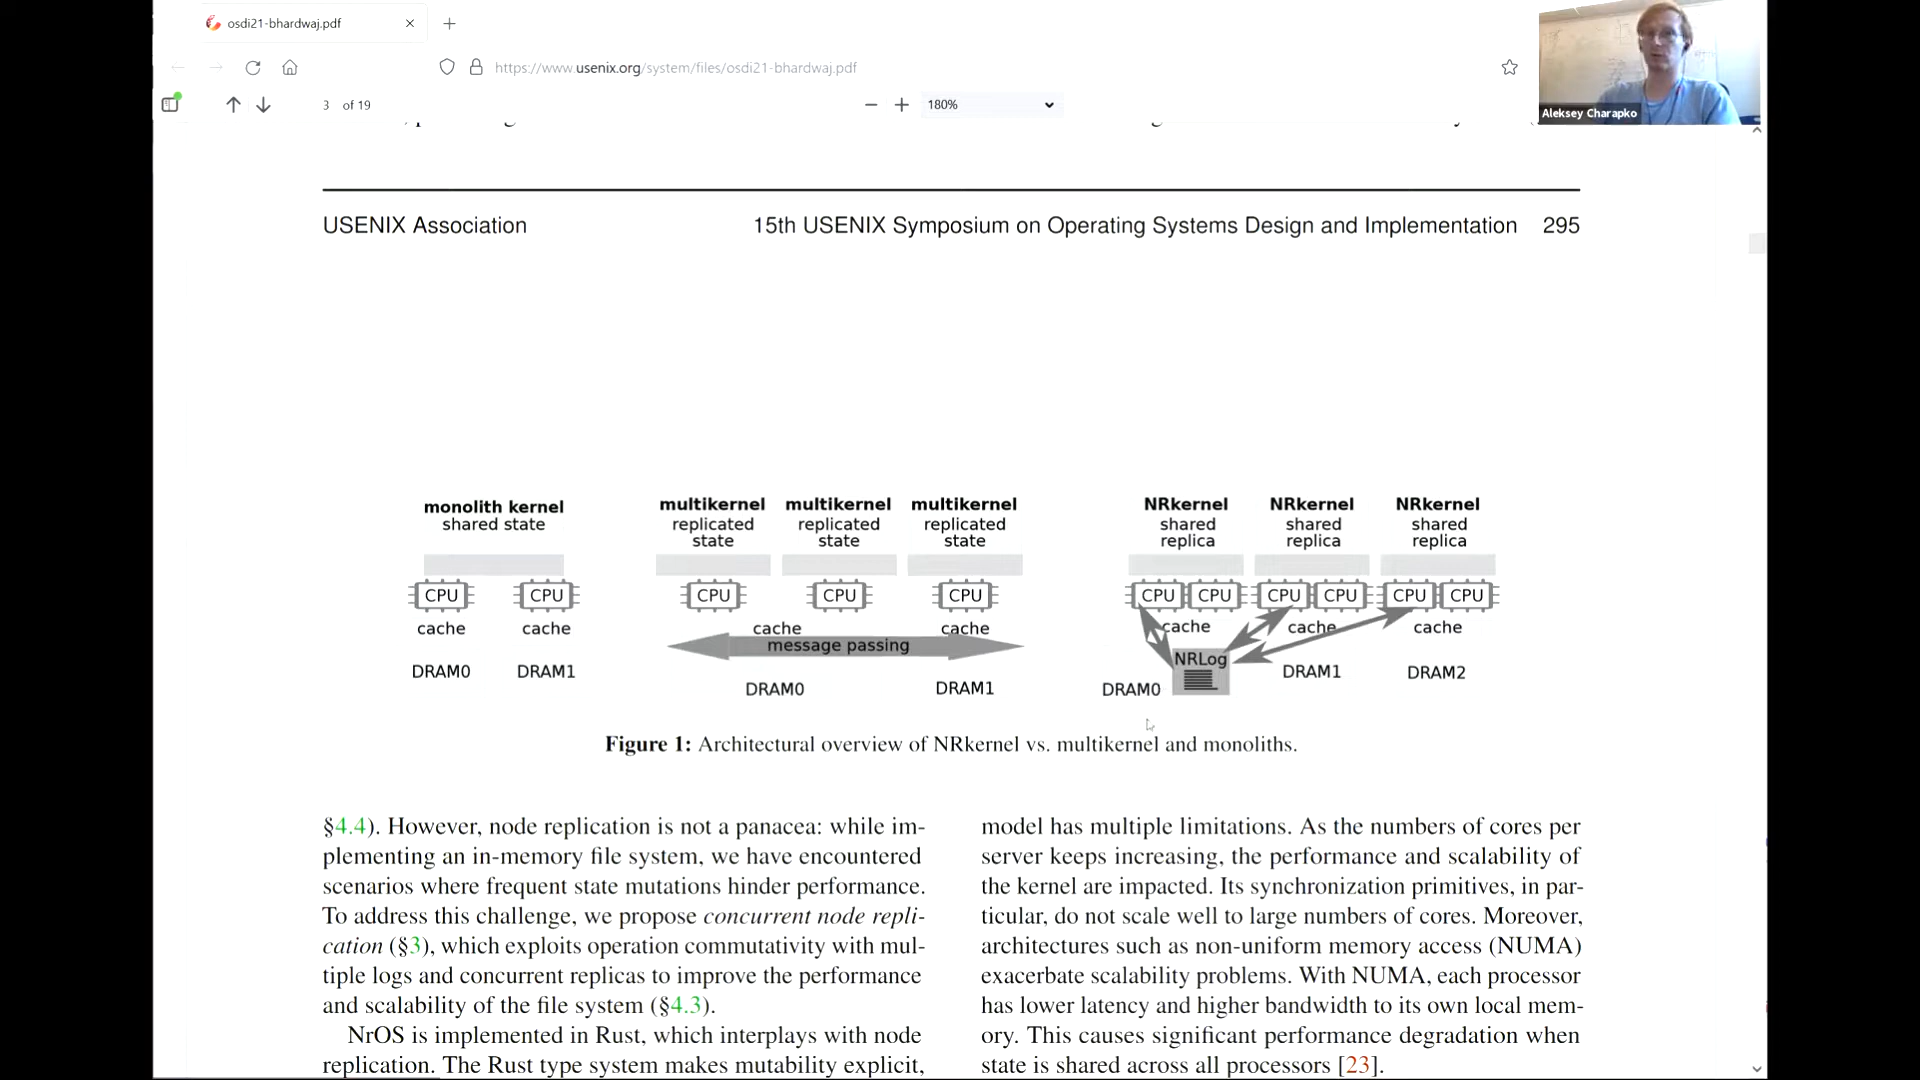 osdi21-bhardwaj.pdf
https://www.usenix.org/system/files/osdi21-bhardwaj.pdf
3 of 19
180%
Aleksey Charapko
USENIX Association 15th USENIX Symposium on Operating Systems Design and Implementation 295
monolith kernel
shared state
CPU CPU
cache cache
DRAM0 DRAM1
multikernel multikernel multikernel
replicated replicated replicated
state state state
CPU CPU CPU
cache cache
message passing
DRAM0 DRAM1
NRkernel NRkernel NRkernel
shared shared shared
replica replica replica
CPU CPU CPU CPU CPU CPU
cache cache cache
NRLog
DRAM0 DRAM1 DRAM2
Figure 1: Architectural overview of NRkernel vs. multikernel and monoliths.
§4.4). However, node replication is not a panacea: while im-
plementing an in-memory file system, we have encountered
scenarios where frequent state mutations hinder performance.
To address this challenge, we propose concurrent node repli-
cation (§3), which exploits operation commutativity with mul-
tiple logs and concurrent replicas to improve the performance
and scalability of the file system (§4.3).
NrOS is implemented in Rust, which interplays with node
replication. The Rust type system makes mutability explicit,
model has multiple limitations. As the numbers of cores per
server keeps increasing, the performance and scalability of
the kernel are impacted. Its synchronization primitives, in par-
ticular, do not scale well to large numbers of cores. Moreover,
architectures such as non-uniform memory access (NUMA)
exacerbate scalability problems. With NUMA, each processor
has lower latency and higher bandwidth to its own local mem-
ory. This causes significant performance degradation when
state is shared across all processors [23].